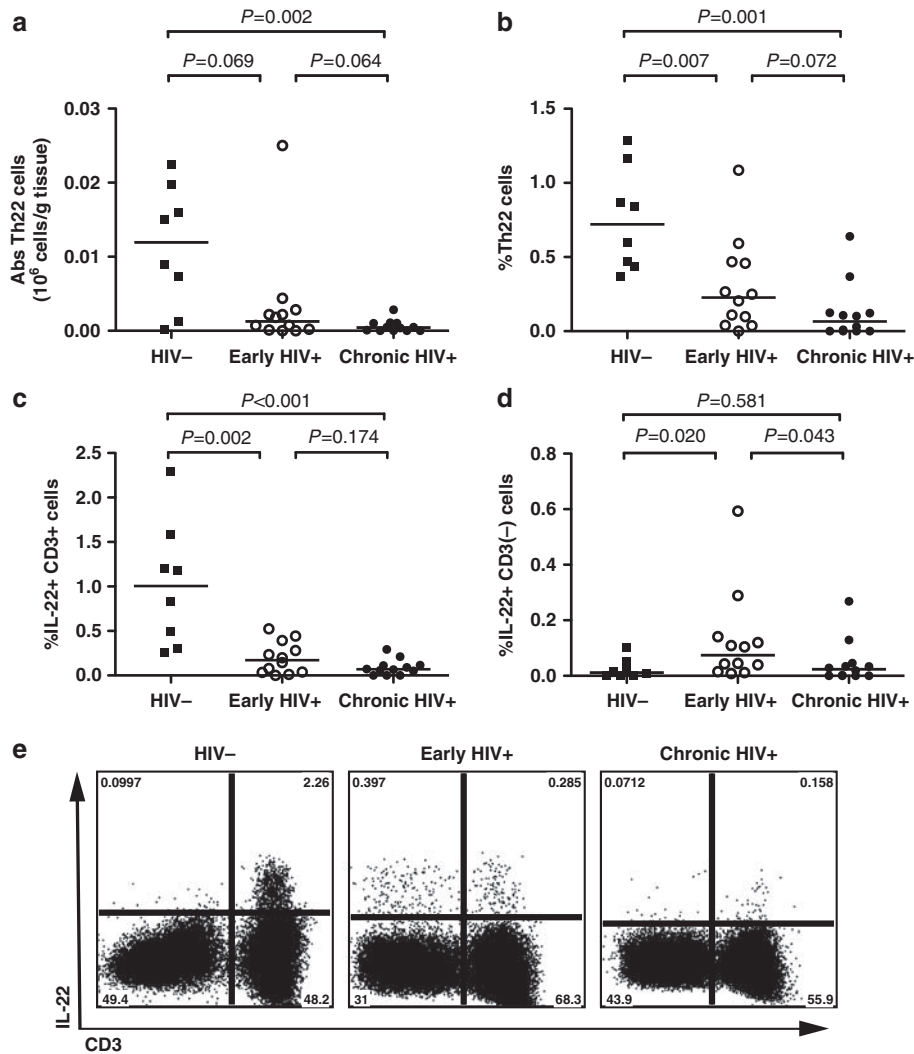 a
P=0.002
P=0.069
P=0.064
Abs Th22 cells
(10⁶ cells/g tissue)
0.03
0.02
0.01
0.00
HIV–
Early HIV+
Chronic HIV+
b
P=0.001
P=0.007
P=0.072
%Th22 cells
1.5
1.0
0.5
0.0
HIV–
Early HIV+
Chronic HIV+
c
P<0.001
P=0.002
P=0.174
%IL-22+ CD3+ cells
2.5
2.0
1.5
1.0
0.5
0.0
HIV–
Early HIV+
Chronic HIV+
d
P=0.581
P=0.020
P=0.043
%IL-22+ CD3(–) cells
0.8
0.6
0.4
0.2
0.0
HIV–
Early HIV+
Chronic HIV+
e
HIV–
Early HIV+
Chronic HIV+
0.0997
2.26
0.397
0.285
0.0712
0.158
49.4
48.2
31
68.3
43.9
55.9
IL-22
CD3